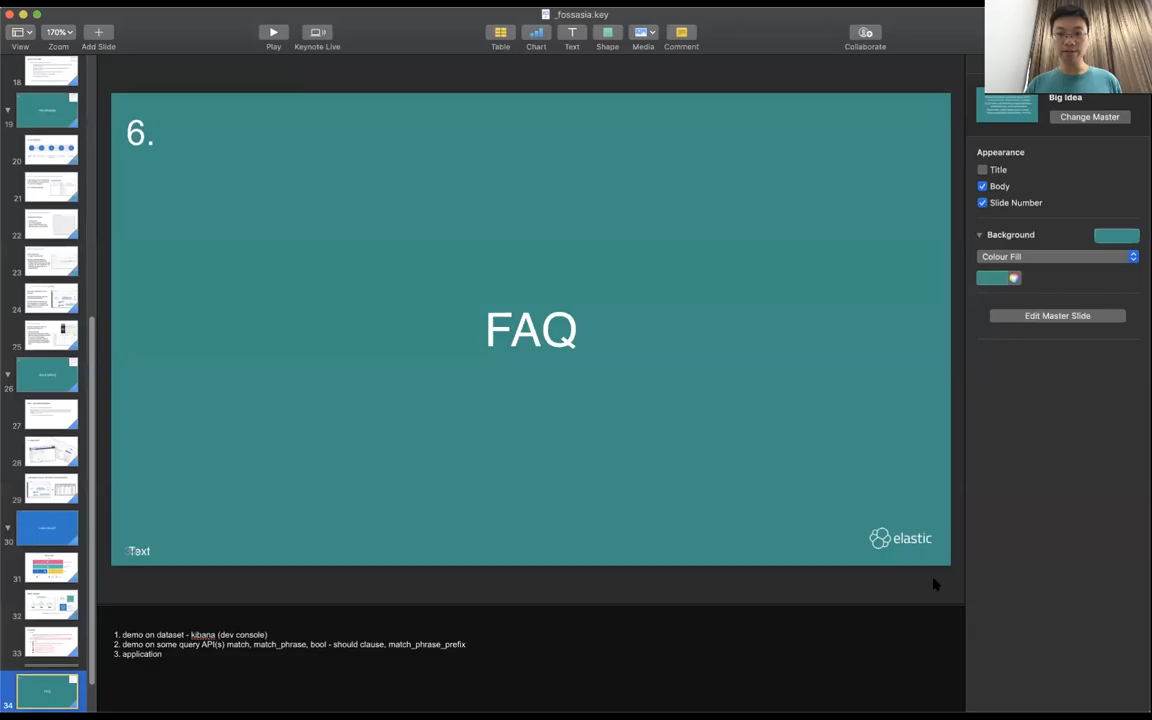 _fossasia.key
170%
View
Zoom
Add Slide
Play
Keynote Live
Table
Chart
Text
Shape
Media
Comment
Collaborate
18
19
20
21
22
23
24
25
26
27
28
29
30
31
32
33
34
6.
FAQ
Text
elastic
Big Idea
Change Master
Appearance
Title
Body
Slide Number
Background
Colour Fill
Edit Master Slide
1. demo on dataset - kibana (dev console)
2. demo on some query API(s) match, match_phrase, bool - should clause, match_phrase_prefix
3. application